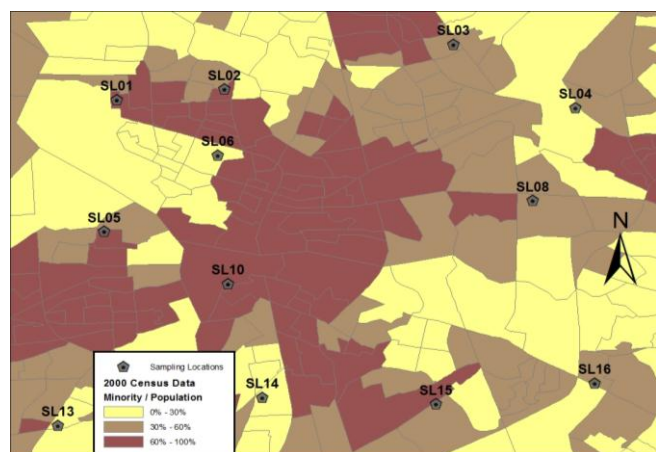 SL03
SL02
SL01
SL04
SL06
SL08
SL05
N
SL10
SL16
SL14
SL15
SL13
Sampling Locations
2000 Census Data
Minority / Population
0% - 30%
30% - 60%
60% - 100%